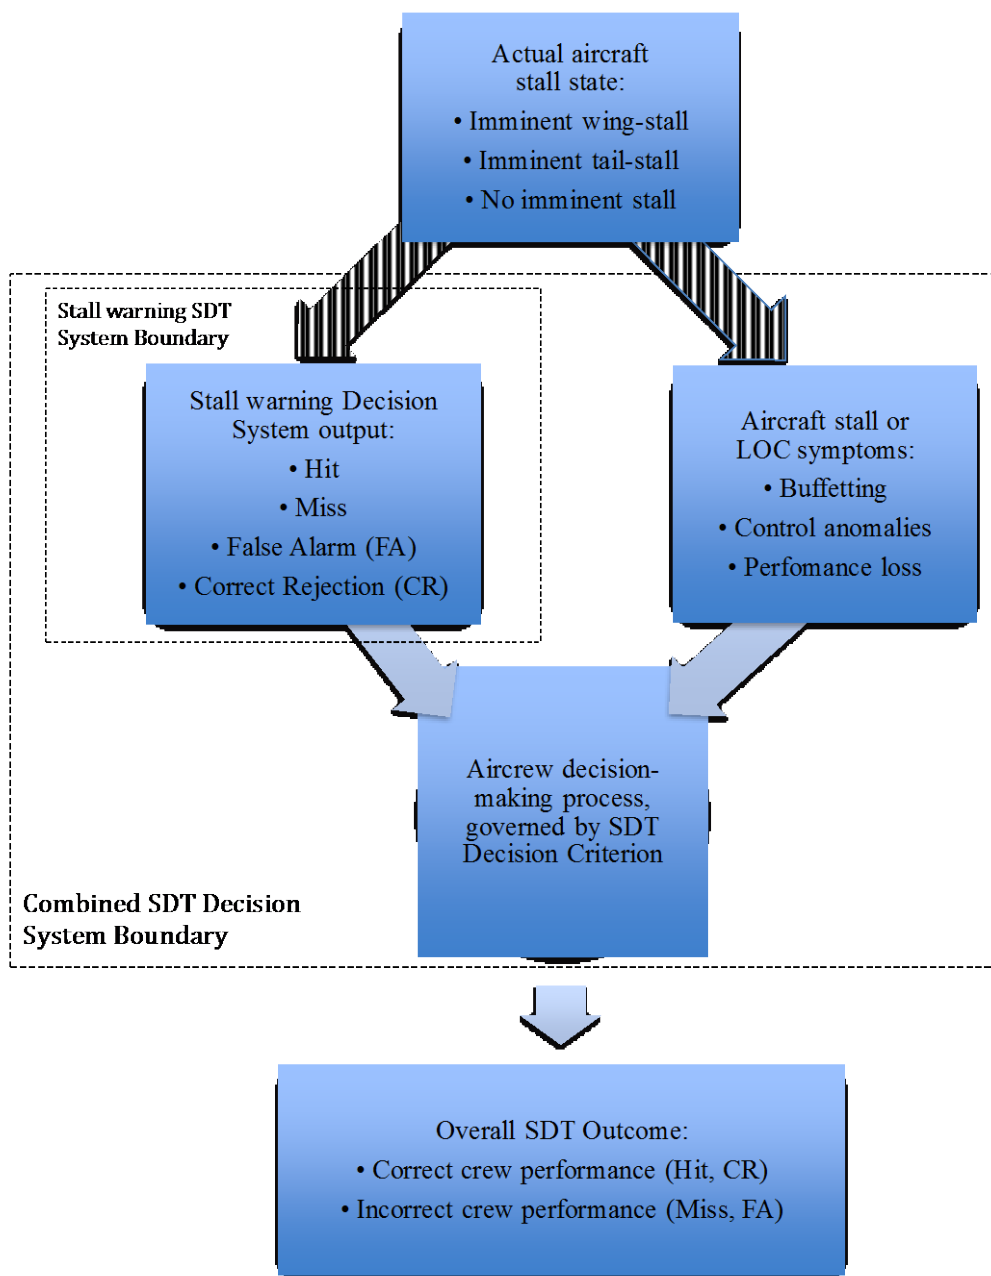 Actual aircraft
stall state:
• Imminent wing-stall
• Imminent tail-stall
• No imminent stall
Stall warning SDT
System Boundary
Stall warning Decision
System output:
• Hit
• Miss
• False Alarm (FA)
• Correct Rejection (CR)
Aircraft stall or
LOC symptoms:
• Buffetting
• Control anomalies
• Perfomance loss
Aircrew decision-
making process,
governed by SDT
Decision Criterion
Combined SDT Decision
System Boundary
Overall SDT Outcome:
• Correct crew performance (Hit, CR)
• Incorrect crew performance (Miss, FA)